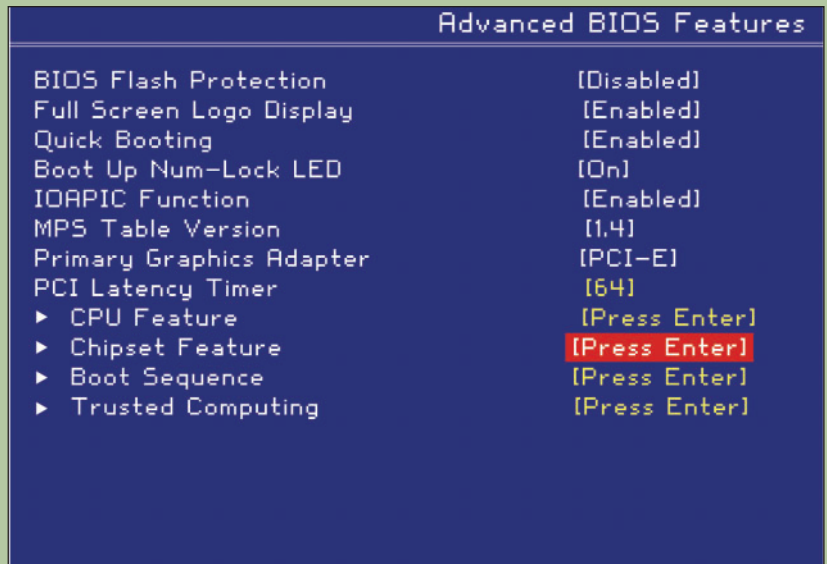 Advanced BIOS Features
BIOS Flash Protection [Disabled]
Full Screen Logo Display [Enabled]
Quick Booting [Enabled]
Boot Up Num-Lock LED [On]
IOAPIC Function [Enabled]
MPS Table Version [1.4]
Primary Graphics Adapter [PCI-E]
PCI Latency Timer [64]
► CPU Feature [Press Enter]
► Chipset Feature [Press Enter]
► Boot Sequence [Press Enter]
► Trusted Computing [Press Enter]